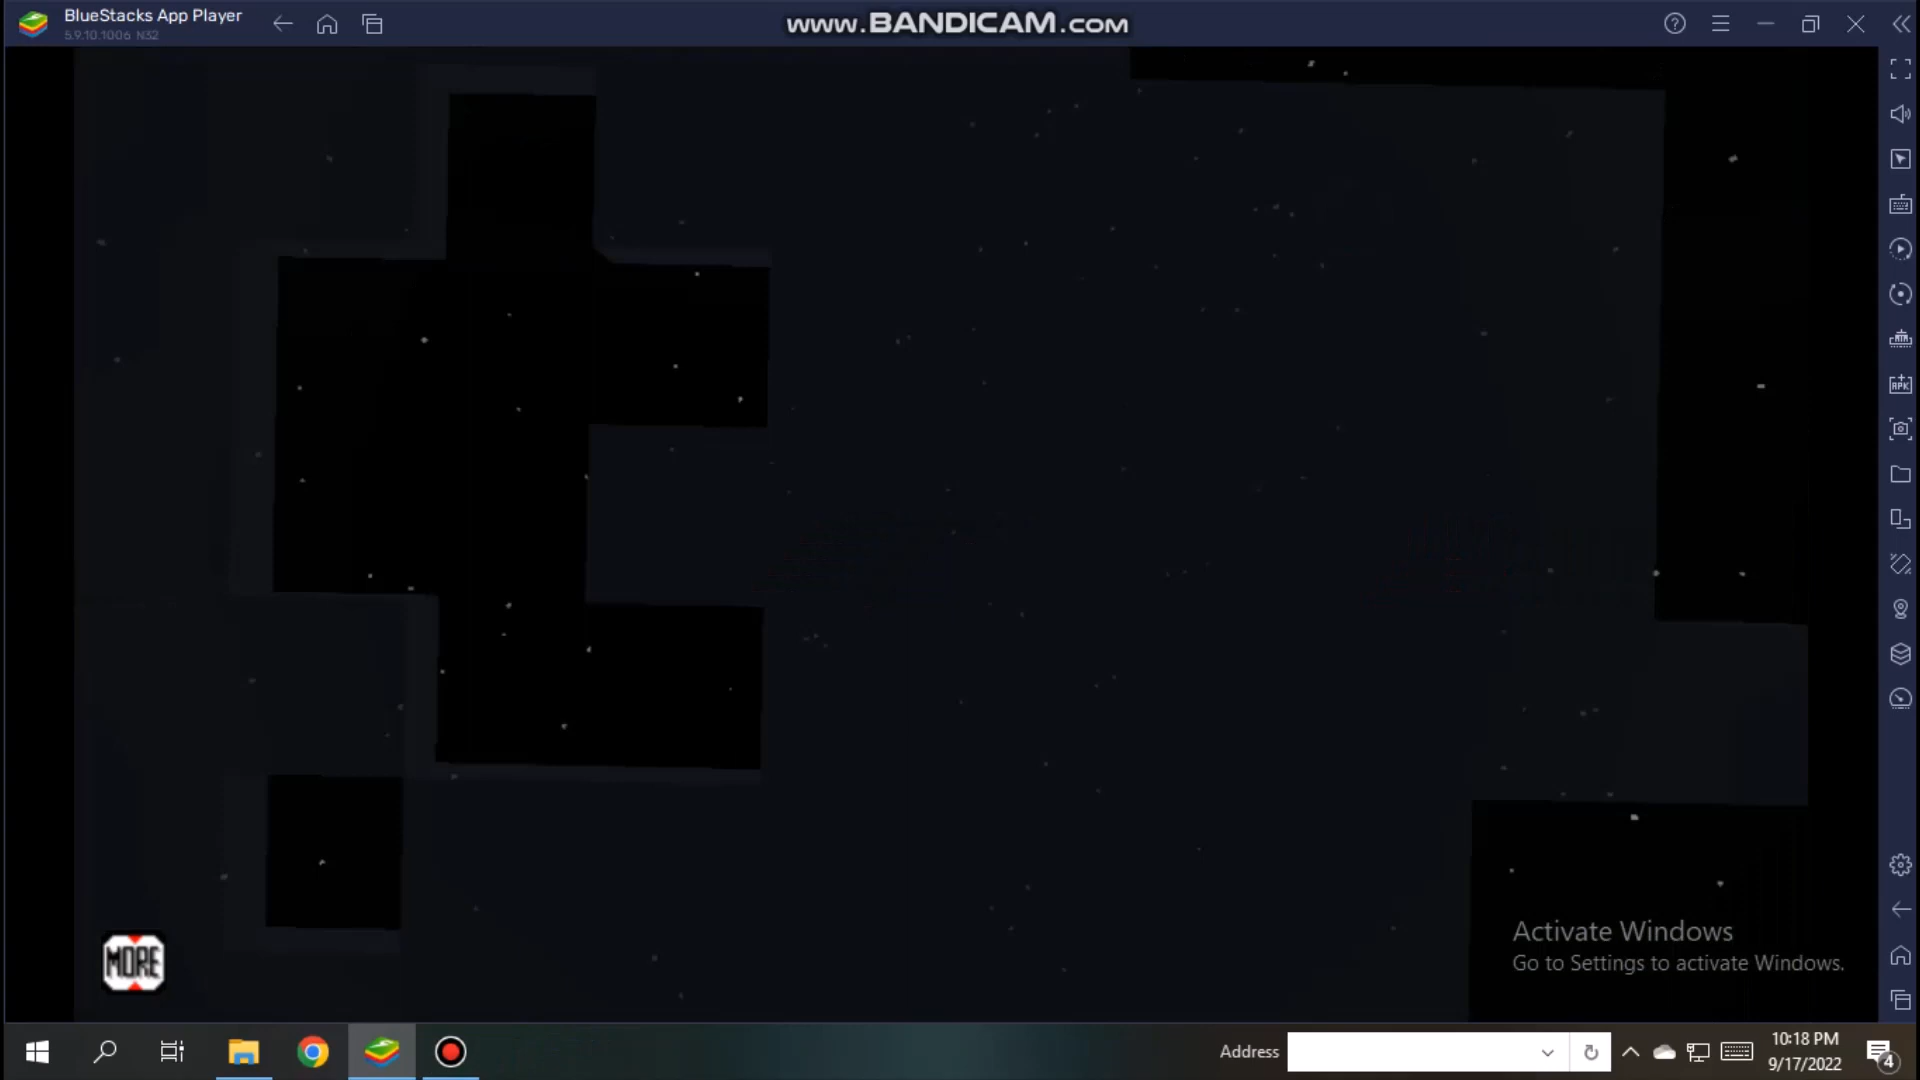 BlueStacks App Player
5.9.10.1006 N32
www.BANDICAM.com
APK
MORE
Activate Windows
Go to Settings to activate Windows.
Address
10:18 PM
9/17/2022
4